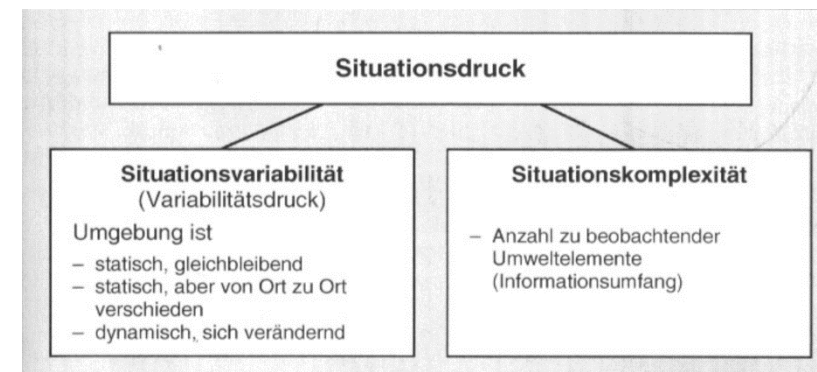 Situationsdruck
Situationsvariabilität
(Variabilitätsdruck)
Umgebung ist
– statisch, gleichbleibend
– statisch, aber von Ort zu Ort
verschieden
– dynamisch, sich verändernd
Situationskomplexität
– Anzahl zu beobachtender
Umweltelemente
(Informationsumfang)